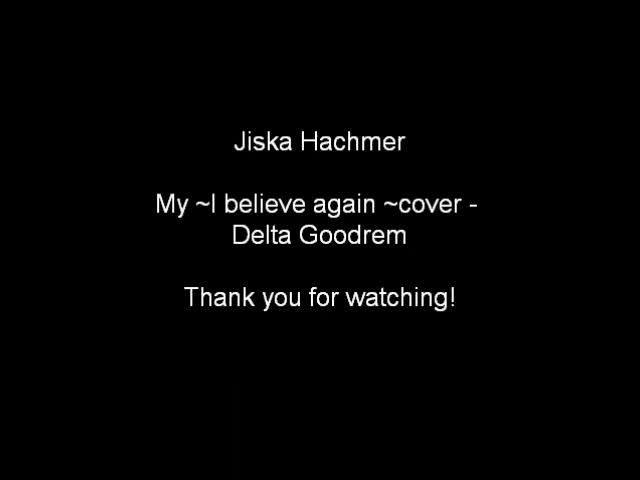 Jiska Hachmer
My ~I believe again ~cover -
Delta Goodrem
Thank you for watching!